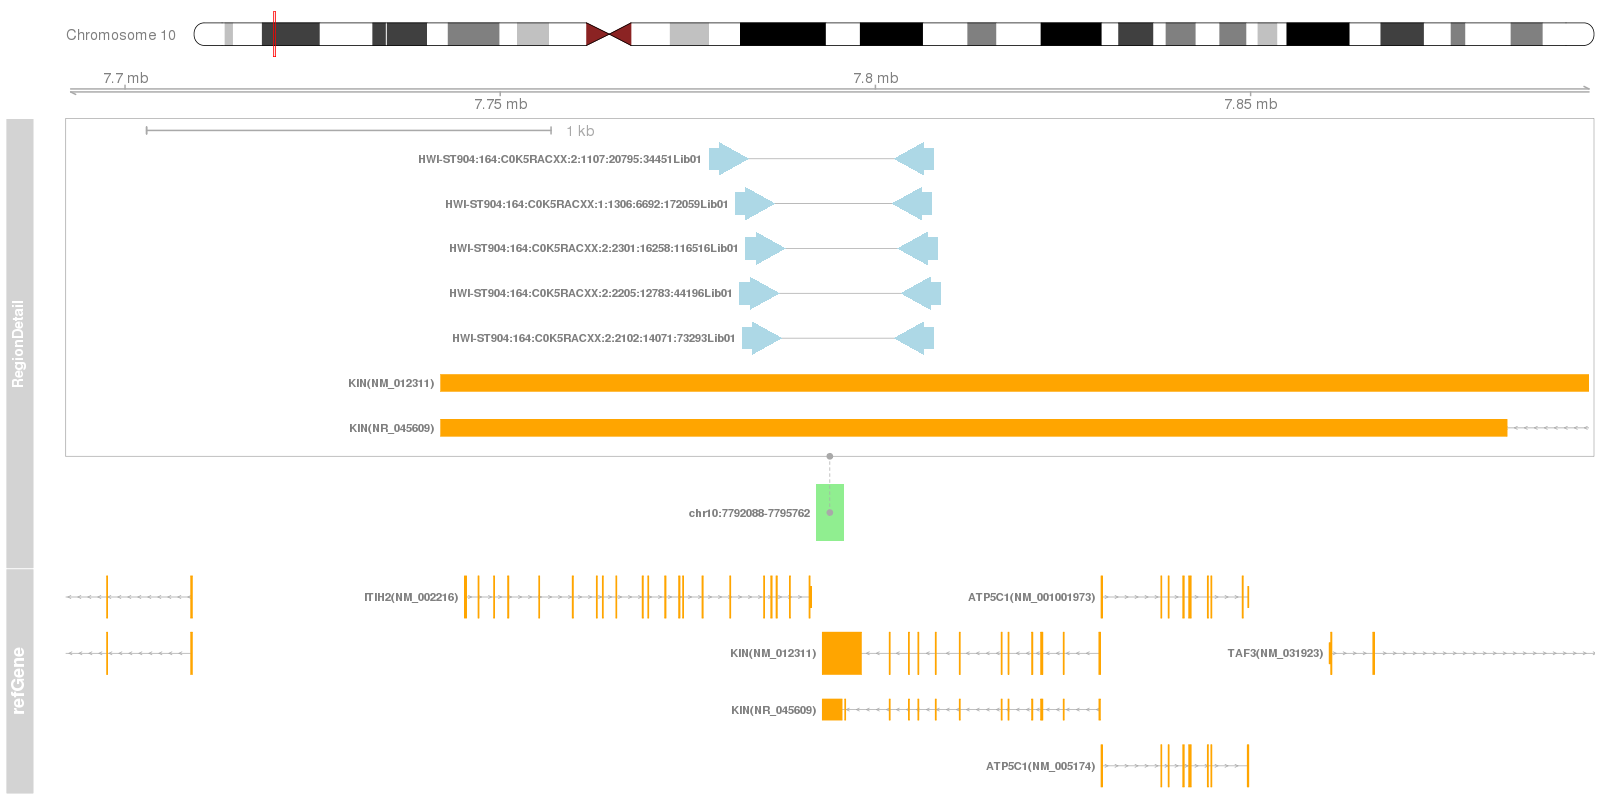 Chromosome 10
7.7 mb
7.8 mb
7.75 mb
7.85 mb
RegionDetail
1 kb
HWI-ST904:164:C0K5RACXX:2:1107:20795:34451Lib01
HWI-ST904:164:C0K5RACXX:1:1306:6692:172059Lib01
HWI-ST904:164:C0K5RACXX:2:2301:16258:116516Lib01
HWI-ST904:164:C0K5RACXX:2:2205:12783:44196Lib01
HWI-ST904:164:C0K5RACXX:2:2102:14071:73293Lib01
KIN(NM_012311)
KIN(NR_045609)
chr10:7792088-7795762
refGene
ITIH2(NM_002216)
ATP5C1(NM_001001973)
KIN(NM_012311)
TAF3(NM_031923)
KIN(NR_045609)
ATP5C1(NM_005174)